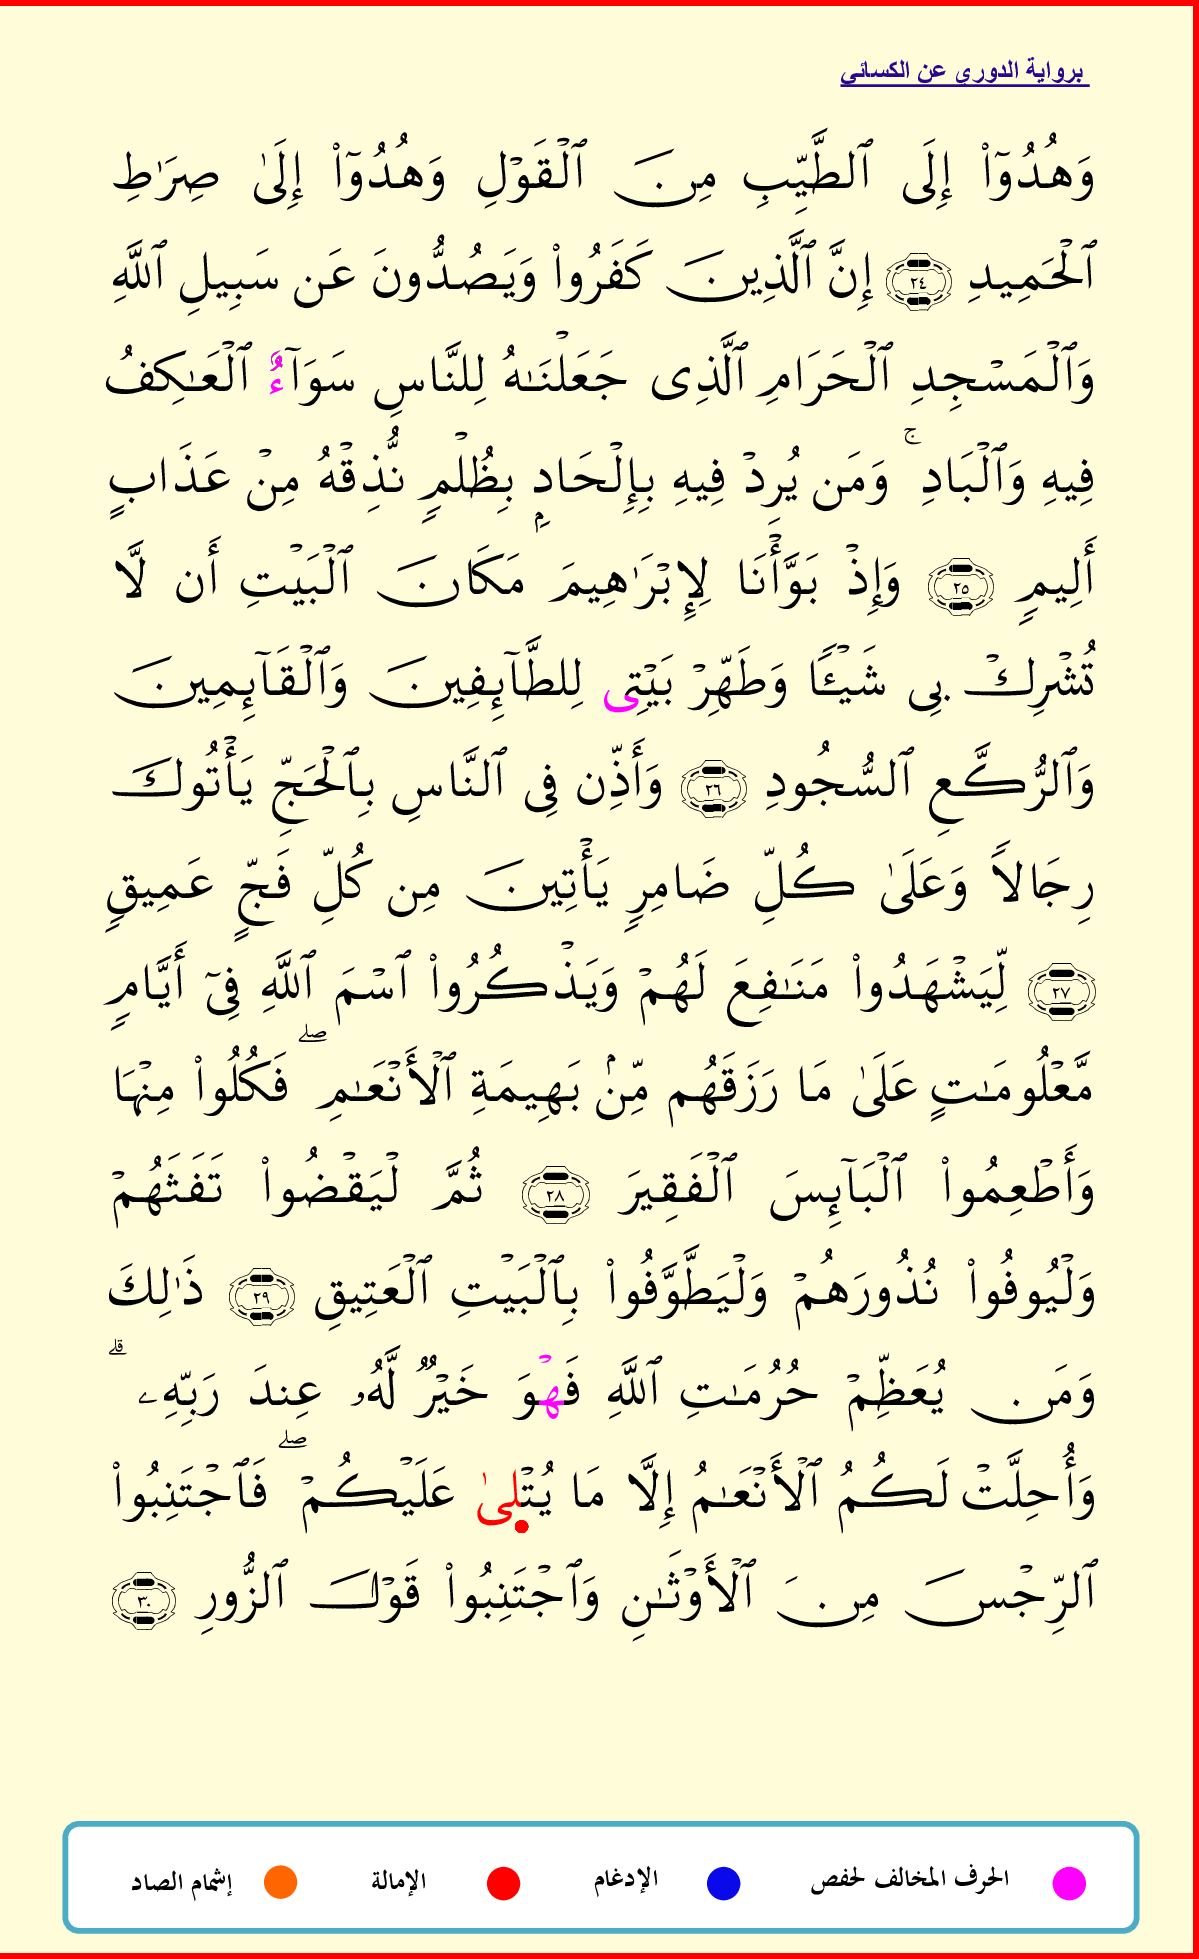 برواية الدوري عن الكسائي
وَهُدُوٓا۟ إِلَى ٱلطَّيِّبِ مِنَ ٱلْقَوْلِ وَهُدُوٓا۟ إِلَىٰ صِرَٰطِ
ٱلْحَمِيدِ ٢٤ إِنَّ ٱلَّذِينَ كَفَرُوا۟ وَيَصُدُّونَ عَن سَبِيلِ ٱللَّهِ
وَٱلْمَسْجِدِ ٱلْحَرَامِ ٱلَّذِى جَعَلْنَـٰهُ لِلنَّاسِ سَوَآءٌ ٱلْعَـٰكِفُ
فِيهِ وَٱلْبَادِ ۚ وَمَن يُرِدْ فِيهِ بِإِلْحَادٍۭ بِظُلْمٍ نُّذِقْهُ مِنْ عَذَابٍ
أَلِيمٍ ٢٥ وَإِذْ بَوَّأْنَا لِإِبْرَٰهِيمَ مَكَانَ ٱلْبَيْتِ أَن لَّا
تُشْرِكْ بِى شَيْـًٔا وَطَهِّرْ بَيْتِى لِلطَّآئِفِينَ وَٱلْقَآئِمِينَ
وَٱلرُّكَّعِ ٱلسُّجُودِ ٢٦ وَأَذِّن فِى ٱلنَّاسِ بِٱلْحَجِّ يَأْتُوكَ
رِجَالًا وَعَلَىٰ كُلِّ ضَامِرٍ يَأْتِينَ مِن كُلِّ فَجٍّ عَمِيقٍ
٢٧ لِّيَشْهَدُوا۟ مَنَـٰفِعَ لَهُمْ وَيَذْكُرُوا۟ ٱسْمَ ٱللَّهِ فِىٓ أَيَّامٍ
مَّعْلُومَـٰتٍ عَلَىٰ مَا رَزَقَهُم مِّنۢ بَهِيمَةِ ٱلْأَنْعَـٰمِ ۖ فَكُلُوا۟ مِنْهَا
وَأَطْعِمُوا۟ ٱلْبَآئِسَ ٱلْفَقِيرَ ٢٨ ثُمَّ لْيَقْضُوا۟ تَفَثَهُمْ
وَلْيُوفُوا۟ نُذُورَهُمْ وَلْيَطَّوَّفُوا۟ بِٱلْبَيْتِ ٱلْعَتِيقِ ٢٩ ذَٰلِكَ
وَمَن يُعَظِّمْ حُرُمَـٰتِ ٱللَّهِ فَهْوَ خَيْرٌ لَّهُۥ عِندَ رَبِّهِۦ ۗ
وَأُحِلَّتْ لَكُمُ ٱلْأَنْعَـٰمُ إِلَّا مَا يُتْلِىٰ عَلَيْكُمْ ۖ فَٱجْتَنِبُوا۟
ٱلرِّجْسَ مِنَ ٱلْأَوْثَـٰنِ وَٱجْتَنِبُوا۟ قَوْلَ ٱلزُّورِ ٣٠
الحرف المخالف لحفص الإدغام الإمالة إشمام الصاد